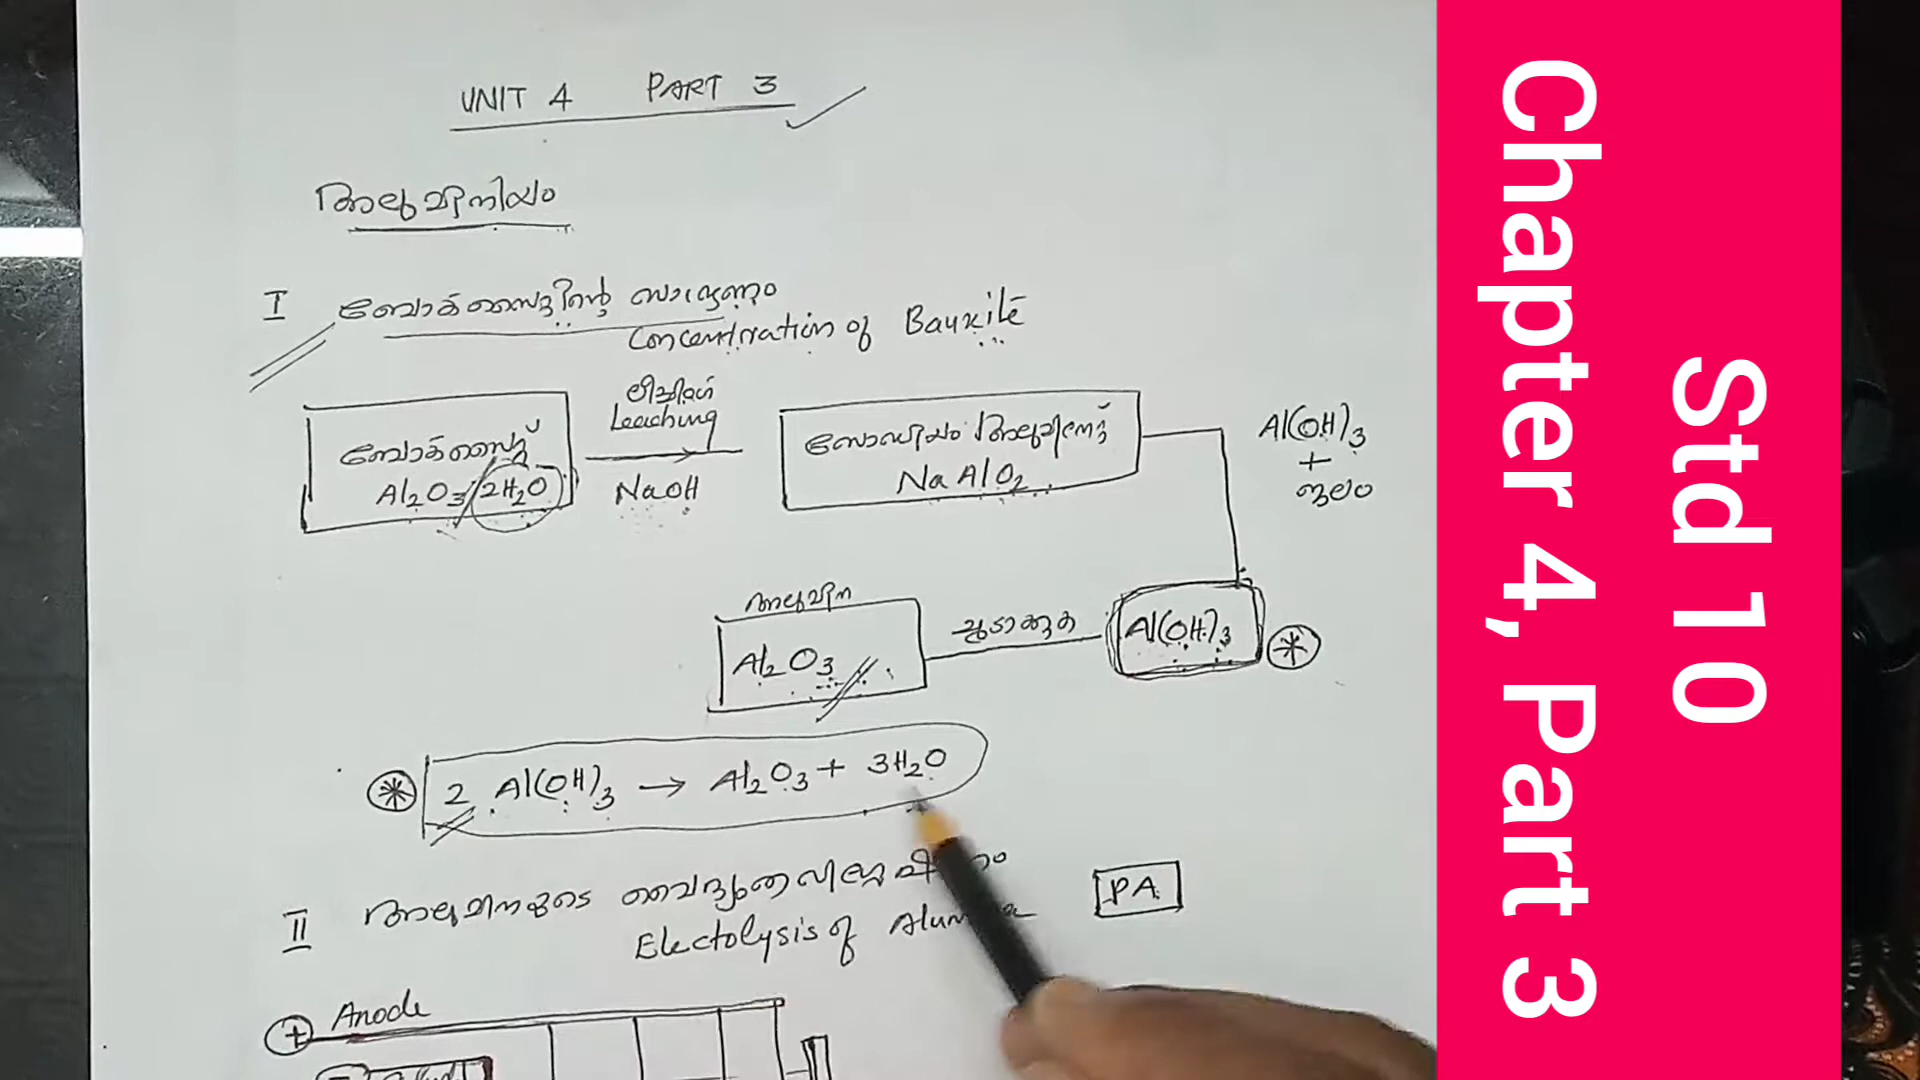 UNIT 4 PART 3
അലുമിനിയം
I ബോക്സൈറ്റിന്റെ സാന്ദ്രണം
Concentration of Bauxite
ബോക്സൈറ്റ്
Al₂O₃ 2H₂O
ലീച്ചിങ്
Leaching
NaOH
സോഡിയം അലുമിനേറ്റ്
NaAlO₂
Al(OH)₃
+
ജലം
അലുമിന
Al₂O₃
ചൂടാക്കുക
Al(OH)₃
2 Al(OH)₃ → Al₂O₃ + 3H₂O
II അലുമിനയുടെ
Electolysis of
PA
+ Anode
Std 10
Chapter 4, Part 3